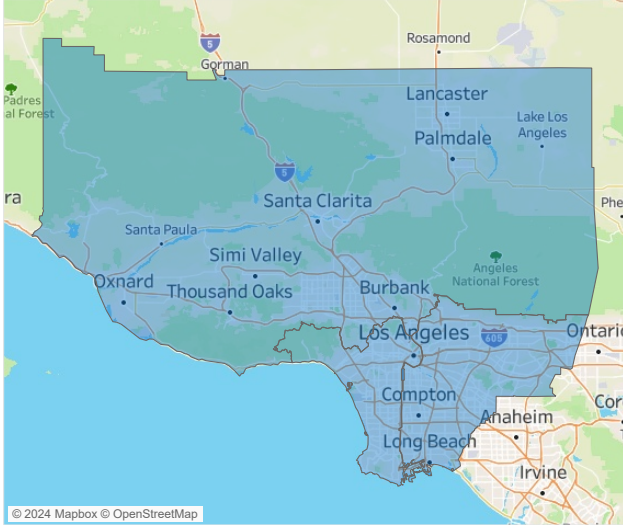 5
Rosamond
Gorman
Padres
al Forest
Lancaster
Lake Los
Angeles
Palmdale
5
ra
Santa Clarita
Phe
Santa Paula
Simi Valley
Angeles
National Forest
Oxnard
Thousand Oaks
Burbank
Los Angeles
605
Ontario
Compton
Cor
Anaheim
Long Beach
Irvine
© 2024 Mapbox © OpenStreetMap